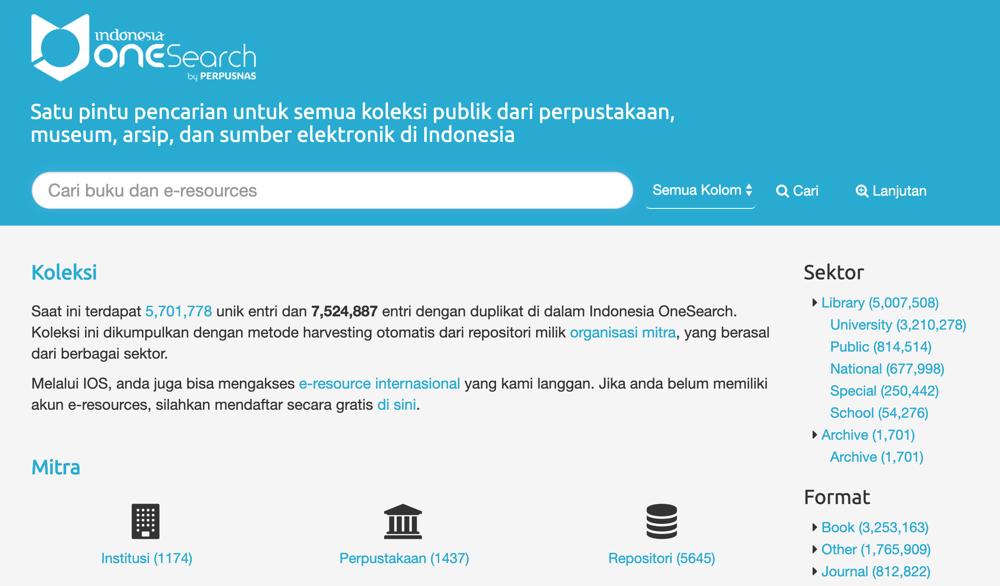 indonesia
oneSearch
by PERPUSNAS
Satu pintu pencarian untuk semua koleksi publik dari perpustakaan,
museum, arsip, dan sumber elektronik di Indonesia
Cari buku dan e-resources
Semua Kolom
Cari
Lanjutan
Koleksi
Saat ini terdapat 5,701,778 unik entri dan 7,524,887 entri dengan duplikat di dalam Indonesia OneSearch.
Koleksi ini dikumpulkan dengan metode harvesting otomatis dari repositori milik organisasi mitra, yang berasal
dari berbagai sektor.
Melalui IOS, anda juga bisa mengakses e-resource internasional yang kami langgan. Jika anda belum memiliki
akun e-resources, silahkan mendaftar secara gratis di sini.
Mitra
Institusi (1174)
Perpustakaan (1437)
Repositori (5645)
Sektor
Library (5,007,508)
University (3,210,278)
Public (814,514)
National (677,998)
Special (250,442)
School (54,276)
Archive (1,701)
Archive (1,701)
Format
Book (3,253,163)
Other (1,765,909)
Journal (812,822)